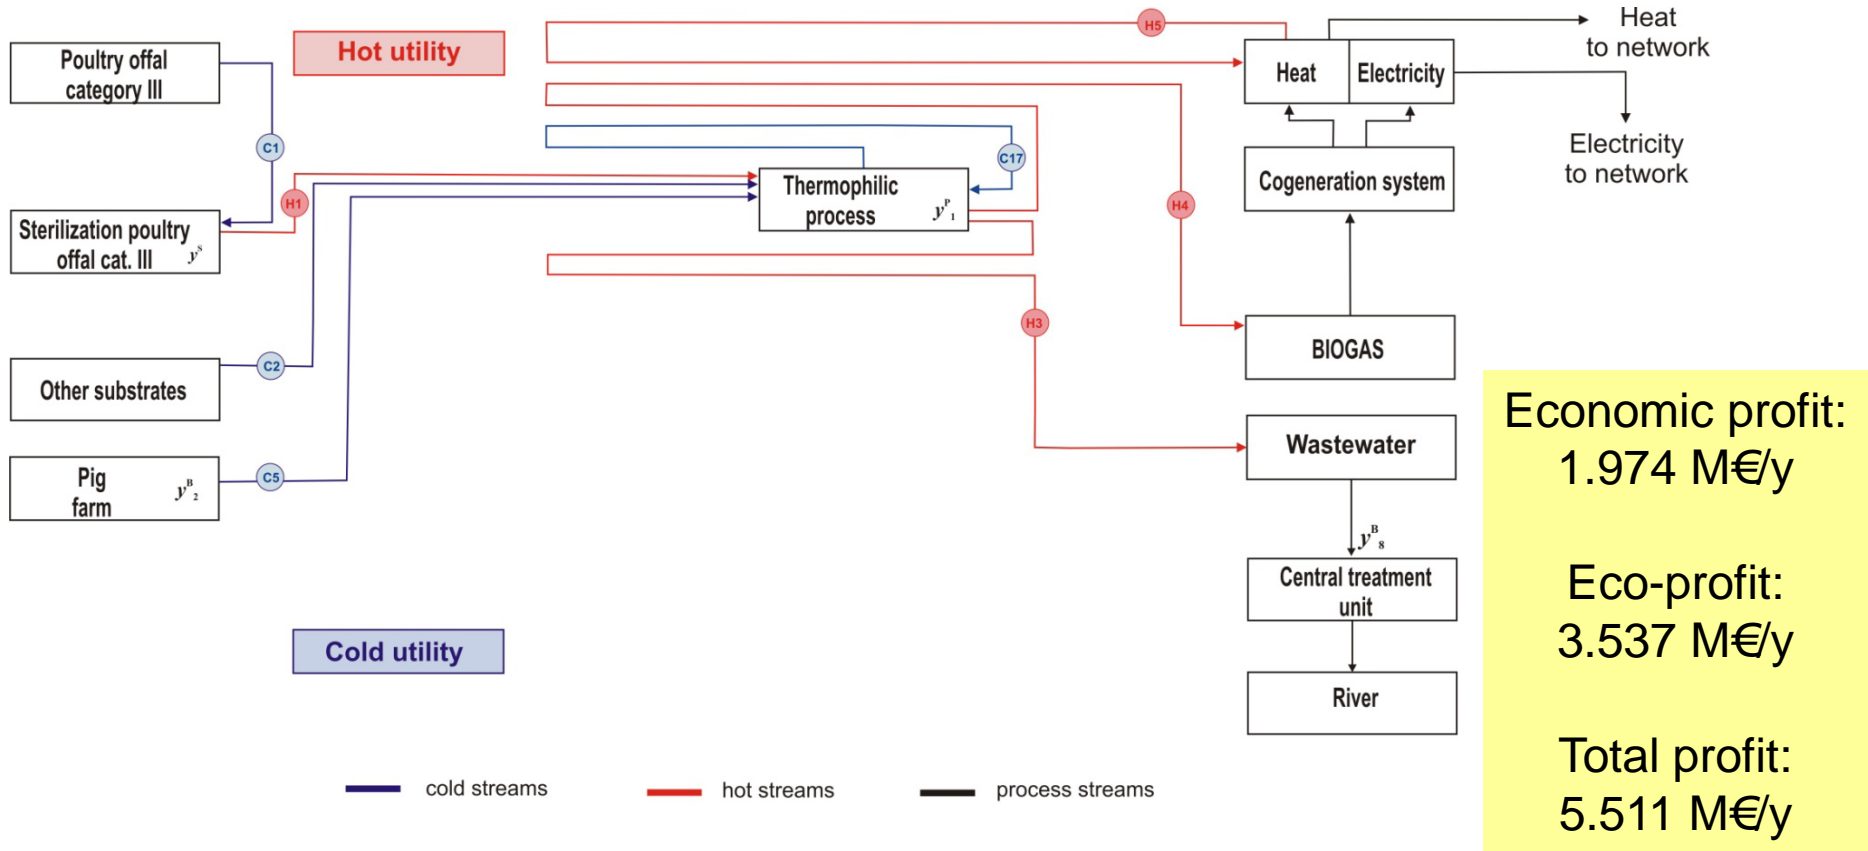 Poultry offal
category III
Hot utility
H5
Heat
to network
Heat
Electricity
Electricity
to network
C1
C17
Cogeneration system
Thermophilic
process
y^P_1
H1
H4
Sterilization poultry
offal cat. III
y^S
H3
BIOGAS
Other substrates
C2
Wastewater
Pig
farm
y^B_2
C5
y^B_8
Central treatment
unit
Cold utility
River
cold streams
hot streams
process streams
Economic profit:
1.974 M€/y
Eco-profit:
3.537 M€/y
Total profit:
5.511 M€/y